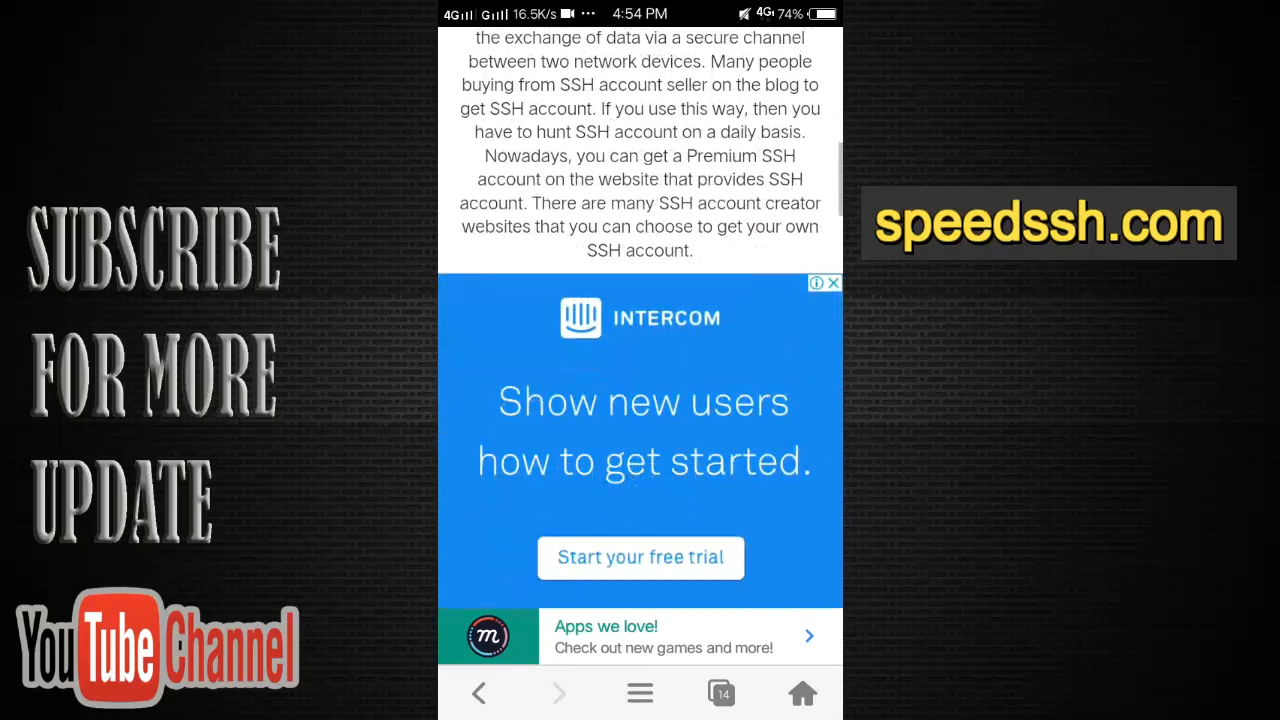 4G G 16.5K/s ··· 4:54 PM 4G 74%
the exchange of data via a secure channel
between two network devices. Many people
buying from SSH account seller on the blog to
get SSH account. If you use this way, then you
have to hunt SSH account on a daily basis.
Nowadays, you can get a Premium SSH
account on the website that provides SSH
account. There are many SSH account creator
websites that you can choose to get your own
SSH account.
INTERCOM
Show new users
how to get started.
Start your free trial
m
Apps we love!
Check out new games and more!
14
SUBSCRIBE
FOR MORE
UPDATE
YouTube Channel
speedssh.com